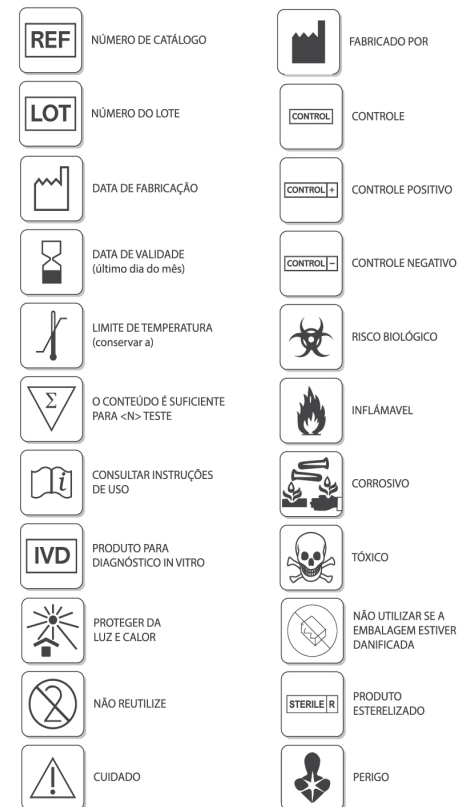 REF
NÚMERO DE CATÁLOGO
LOT
NÚMERO DO LOTE
DATA DE FABRICAÇÃO
DATA DE VALIDADE
(último dia do mês)
LIMITE DE TEMPERATURA
(conservar a)
Σ
O CONTEÚDO É SUFICIENTE
PARA <N> TESTE
i
CONSULTAR INSTRUÇÕES
DE USO
IVD
PRODUTO PARA
DIAGNÓSTICO IN VITRO
PROTEGER DA
LUZ E CALOR
2
NÃO REUTILIZE
CUIDADO
FABRICADO POR
CONTROL
CONTROLE
CONTROL +
CONTROLE POSITIVO
CONTROL -
CONTROLE NEGATIVO
RISCO BIOLÓGICO
INFLÁMAVEL
CORROSIVO
TÓXICO
NÃO UTILIZAR SE A
EMBALAGEM ESTIVER
DANIFICADA
STERILE R
PRODUTO
ESTERELIZADO
PERIGO